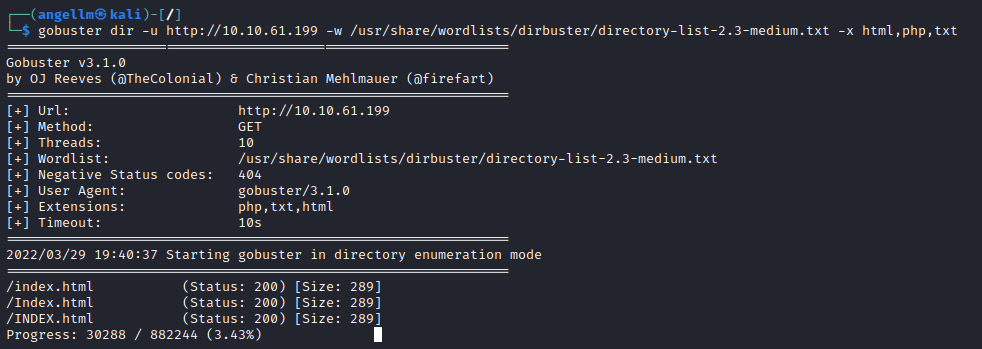 ┌──(angellm㉿kali)-[/]
└─$ gobuster dir -u http://10.10.61.199 -w /usr/share/wordlists/dirbuster/directory-list-2.3-medium.txt -x html,php,txt
===============================================================
Gobuster v3.1.0
by OJ Reeves (@TheColonial) & Christian Mehlmauer (@firefart)
===============================================================
[+] Url:                     http://10.10.61.199
[+] Method:                  GET
[+] Threads:                 10
[+] Wordlist:                /usr/share/wordlists/dirbuster/directory-list-2.3-medium.txt
[+] Negative Status codes:   404
[+] User Agent:              gobuster/3.1.0
[+] Extensions:              php,txt,html
[+] Timeout:                 10s
===============================================================
2022/03/29 19:40:37 Starting gobuster in directory enumeration mode
===============================================================
/index.html           (Status: 200) [Size: 289]
/Index.html           (Status: 200) [Size: 289]
/INDEX.html           (Status: 200) [Size: 289]
Progress: 30288 / 882244 (3.43%)